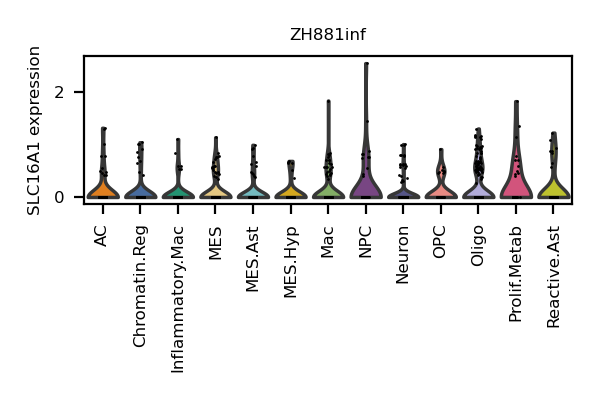 ZH881inf
SLC16A1 expression
2
0
AC
Chromatin.Reg
Inflammatory.Mac
MES
MES.Ast
MES.Hyp
Mac
NPC
Neuron
OPC
Oligo
Prolif.Metab
Reactive.Ast